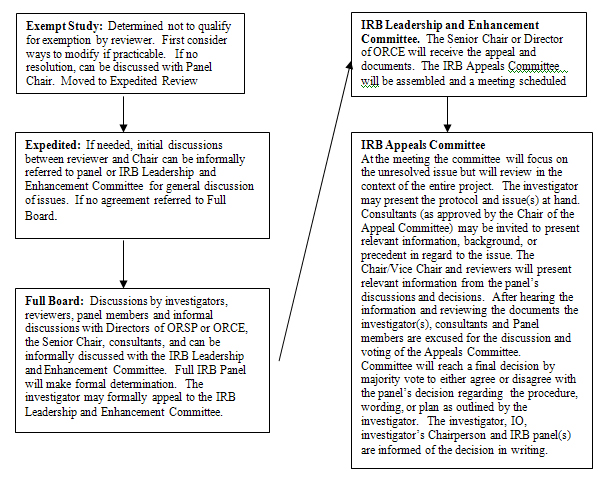 Exempt Study:  Determined not to qualify
for exemption by reviewer.  First consider
ways to modify if practicable.  If no
resolution, can be discussed with Panel
Chair.  Moved to Expedited Review
Expedited:  If needed, initial discussions
between reviewer and Chair can be informally
referred to panel or IRB Leadership and
Enhancement Committee for general discussion
of issues.  If no agreement referred to Full
Board.
Full Board:  Discussions by investigators,
reviewers, panel members and informal
discussions with Directors of ORSP or ORCE,
the Senior Chair, consultants, and can be
informally discussed with the IRB Leadership
and Enhancement Committee.  Full IRB Panel
will make formal determination.  The
investigator may formally appeal to the IRB
Leadership and Enhancement Committee.
IRB Leadership and Enhancement
Committee.  The Senior Chair or Director
of ORCE will receive the appeal and
documents.  The IRB Appeals Committee
will be assembled and a meeting scheduled
IRB Appeals Committee
At the meeting the committee will focus on
the unresolved issue but will review in the
context of the entire project.  The investigator
may present the protocol and issue(s) at hand.
Consultants (as approved by the Chair of the
Appeal Committee) may be invited to present
relevant information, background, or
precedent in regard to the issue. The
Chair/Vice Chair and reviewers will present
relevant information from the panel's
discussions and decisions.  After hearing the
information and reviewing the documents the
investigator(s), consultants and Panel
members are excused for the discussion and
voting of the Appeals Committee.
Committee will reach a final decision by
majority vote to either agree or disagree with
the panel's decision regarding  the procedure,
wording, or plan as outlined by the
investigator.  The investigator, IO,
investigator's Chairperson and IRB panel(s)
are informed of the decision in writing.